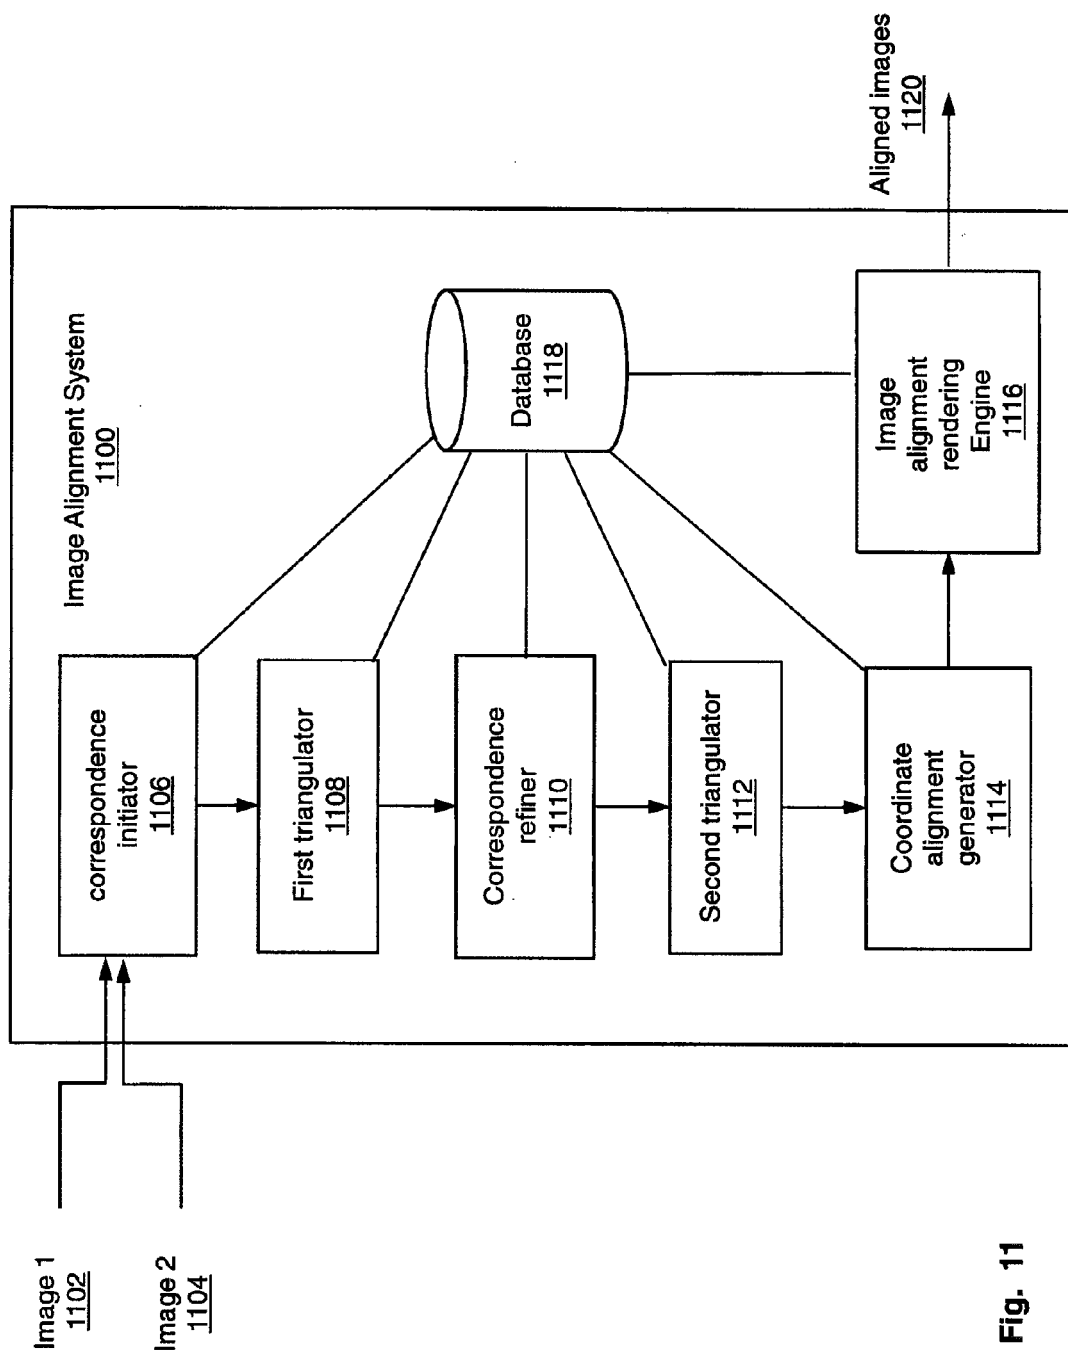 Image Alignment System
1100
Image 1
1102
Image 2
1104
correspondence
initiator
1106
First triangulator
1108
Correspondence
refiner
1110
Second triangulator
1112
Coordinate
alignment
generator
1114
Database
1118
Image
alignment
rendering
Engine
1116
Aligned images
1120
Fig. 11